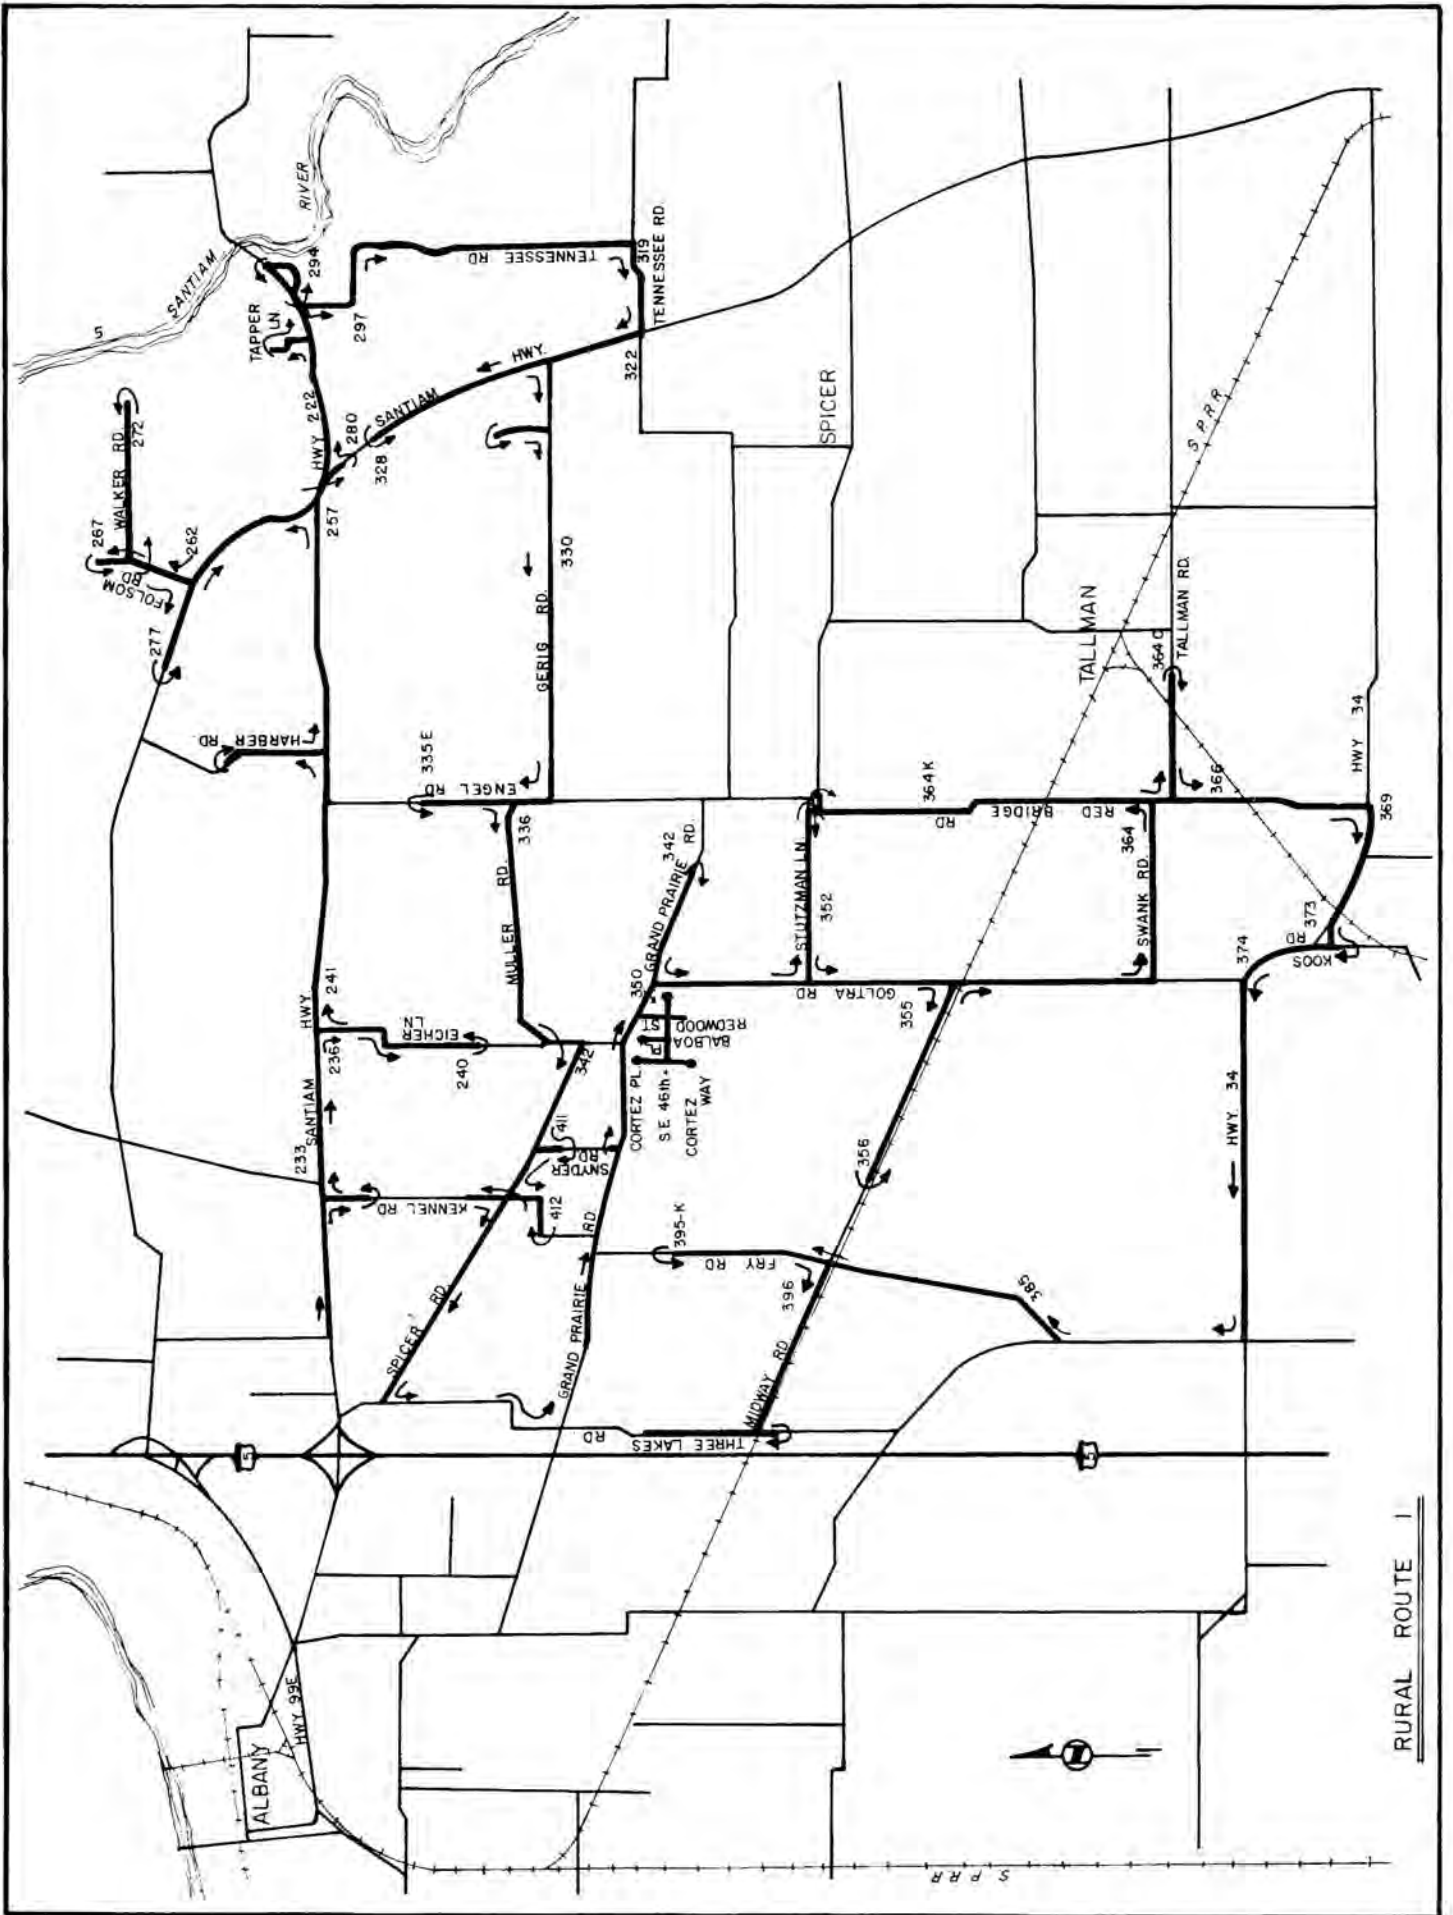 S
SANTIAM
RIVER
267
WALKER RD.
272
FOLSOM
RD
262
277
HARBER RD
TAPPER
LN.
294
297
HWY 222
280
328
257
SANTIAM
HWY.
TENNESSEE RD
319
TENNESSEE RD.
322
GERIG RD.
330
335E
ENGEL RD
336
MULLER RD.
SPICER
HWY.
241
SANTIAM
236
233
EICHER
LN
240
342
GRAND PRAIRIE RD.
342
350
REDWOOD
ST
BALBOA
PL
CORTEZ PL.
S.E. 46th
CORTEZ
WAY
411
SNYDER
RD
412
KENNEL RD
SPICER RD.
GRAND PRAIRIE RD.
395-K
FRY RD
396
MIDWAY RD
THREE LAKES RD
STUTZMAN LN.
352
GOLTRA RD
355
356
364K
RED BRIDGE RD
364
SWANK RD.
TALLMAN
364C
TALLMAN RD.
366
S.P.R.R.
HWY 34
369
373
KOOS
RD
374
HWY. 34
385
5
5
ALBANY
HWY. 99E
N
S P R R
RURAL ROUTE 1